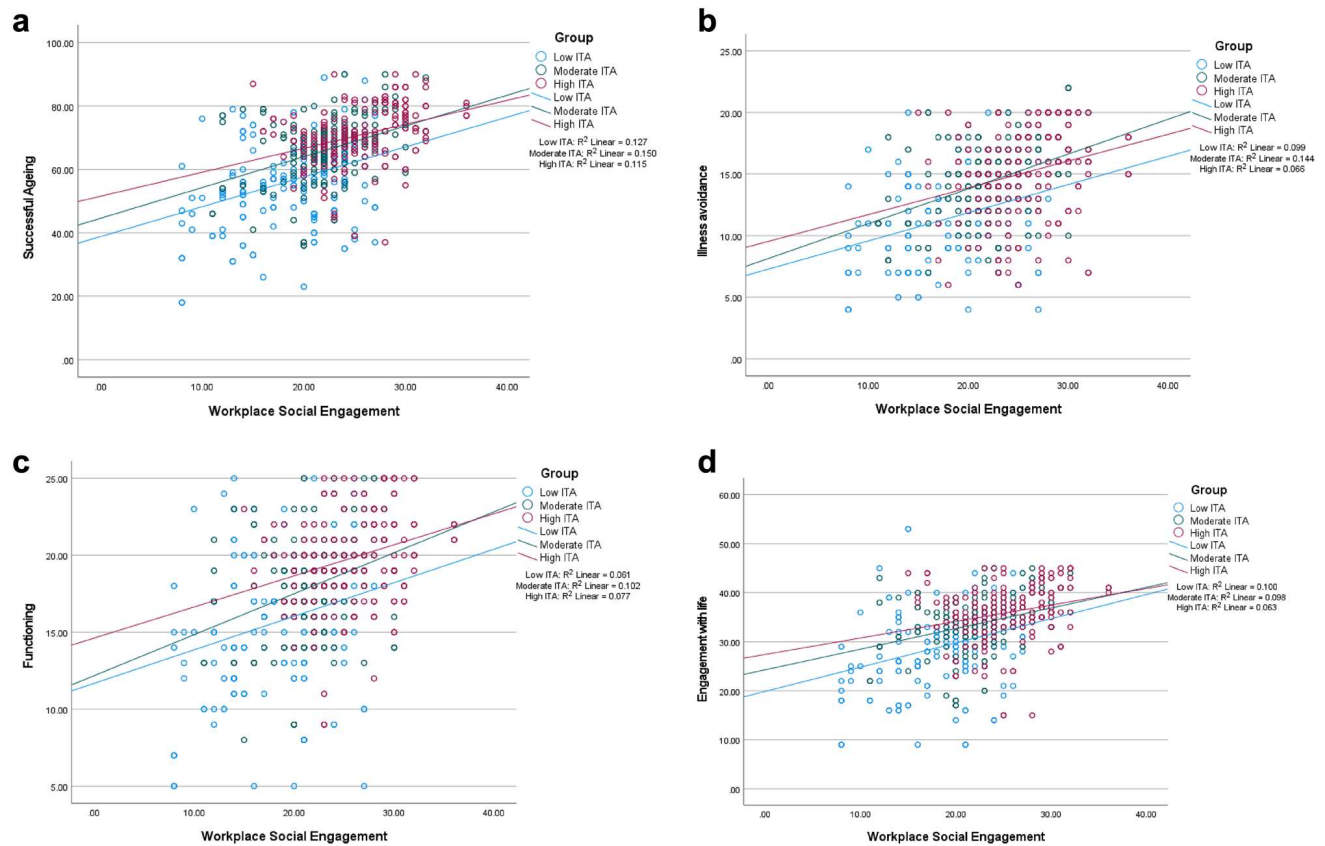 a
100.00
80.00
60.00
40.00
20.00
.00
Successful Ageing
.00 10.00 20.00 30.00 40.00
Workplace Social Engagement
Group
Low ITA
Moderate ITA
High ITA
Low ITA
Moderate ITA
High ITA
Low ITA: R² Linear = 0.127
Moderate ITA: R² Linear = 0.150
High ITA: R² Linear = 0.115
b
25.00
20.00
15.00
10.00
5.00
.00
Illness avoidance
.00 10.00 20.00 30.00 40.00
Workplace Social Engagement
Group
Low ITA
Moderate ITA
High ITA
Low ITA
Moderate ITA
High ITA
Low ITA: R² Linear = 0.099
Moderate ITA: R² Linear = 0.144
High ITA: R² Linear = 0.066
c
25.00
20.00
15.00
10.00
5.00
Functioning
.00 10.00 20.00 30.00 40.00
Workplace Social Engagement
Group
Low ITA
Moderate ITA
High ITA
Low ITA
Moderate ITA
High ITA
Low ITA: R² Linear = 0.061
Moderate ITA: R² Linear = 0.102
High ITA: R² Linear = 0.077
d
60.00
50.00
40.00
30.00
20.00
10.00
.00
Engagement with life
.00 10.00 20.00 30.00 40.00
Workplace Social Engagement
Group
Low ITA
Moderate ITA
High ITA
Low ITA
Moderate ITA
High ITA
Low ITA: R² Linear = 0.100
Moderate ITA: R² Linear = 0.098
High ITA: R² Linear = 0.063